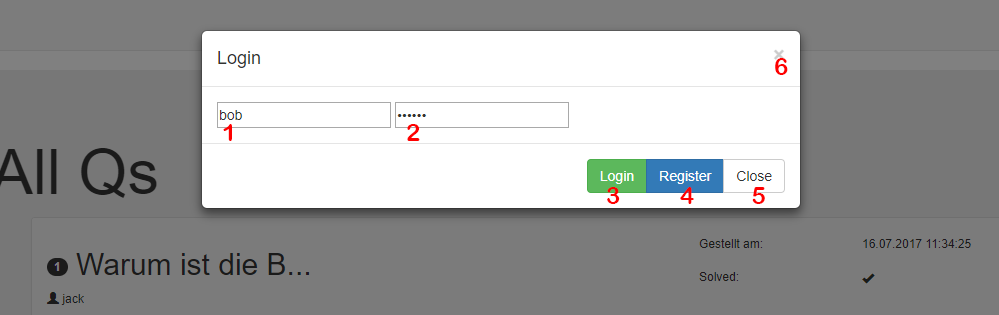 Login
×
6
bob ••••••
1 2
All Qs
Login Register Close
3 4 5
1 Warum ist die B...
jack
Gestellt am: 16.07.2017 11:34:25
Solved: ✔